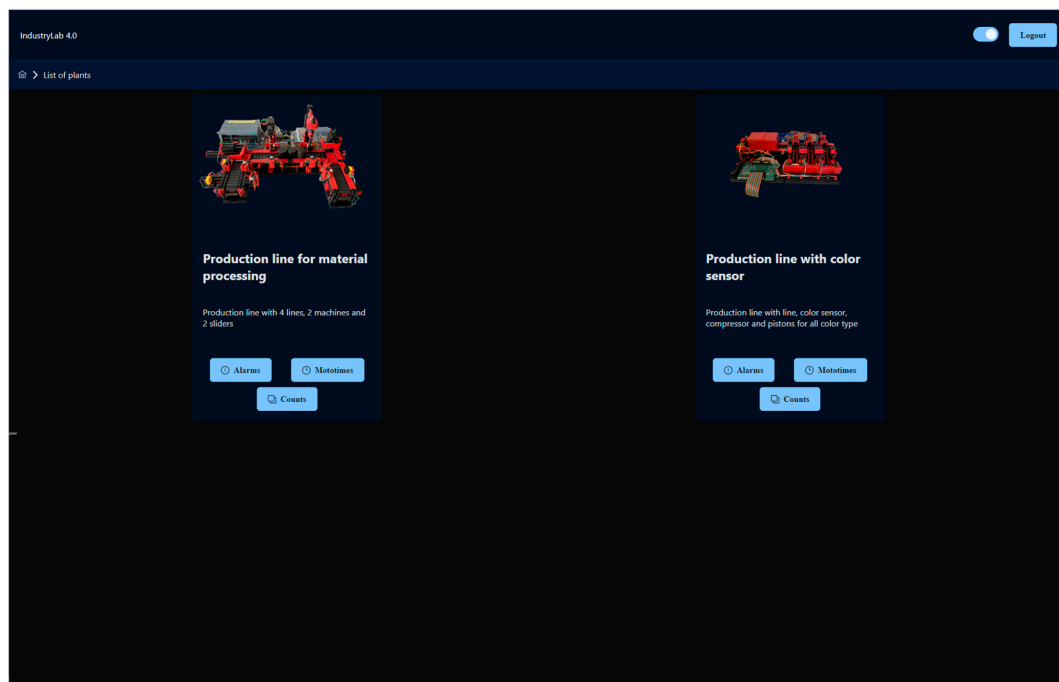 IndustryLab 4.0
Logout
List of plants
Production line for material
processing
Production line with 4 lines, 2 machines and
2 sliders
Alarms
Mototimes
Counts
Production line with color
sensor
Production line with line, color sensor,
compressor and pistons for all color type
Alarms
Mototimes
Counts